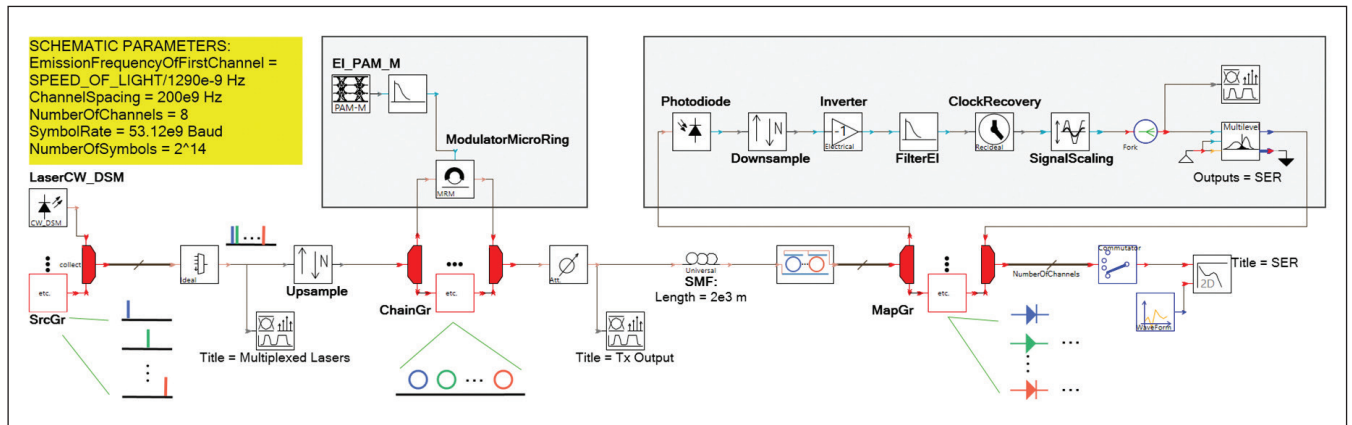 SCHEMATIC PARAMETERS:
EmissionFrequencyOfFirstChannel =
SPEED_OF_LIGHT/1290e-9 Hz
ChannelSpacing = 200e9 Hz
NumberOfChannels = 8
SymbolRate = 53.12e9 Baud
NumberOfSymbols = 2^14
EI_PAM_M
PAM-M
ModulatorMicroRing
MRM
Photodiode
Downsample
N
Inverter
-1
Electrical
FilterEI
ClockRecovery
RecIdeal
SignalScaling
Fork
Multilevel
Outputs = SER
LaserCW_DSM
CW_DSM
collect
etc.
SrcGr
Ideal
Title = Multiplexed Lasers
N
Upsample
etc.
ChainGr
Att.
Title = Tx Output
Universal
SMF:
Length = 2e3 m
etc.
MapGr
NumberOfChannels
Commutator
WaveForm
2D
Title = SER